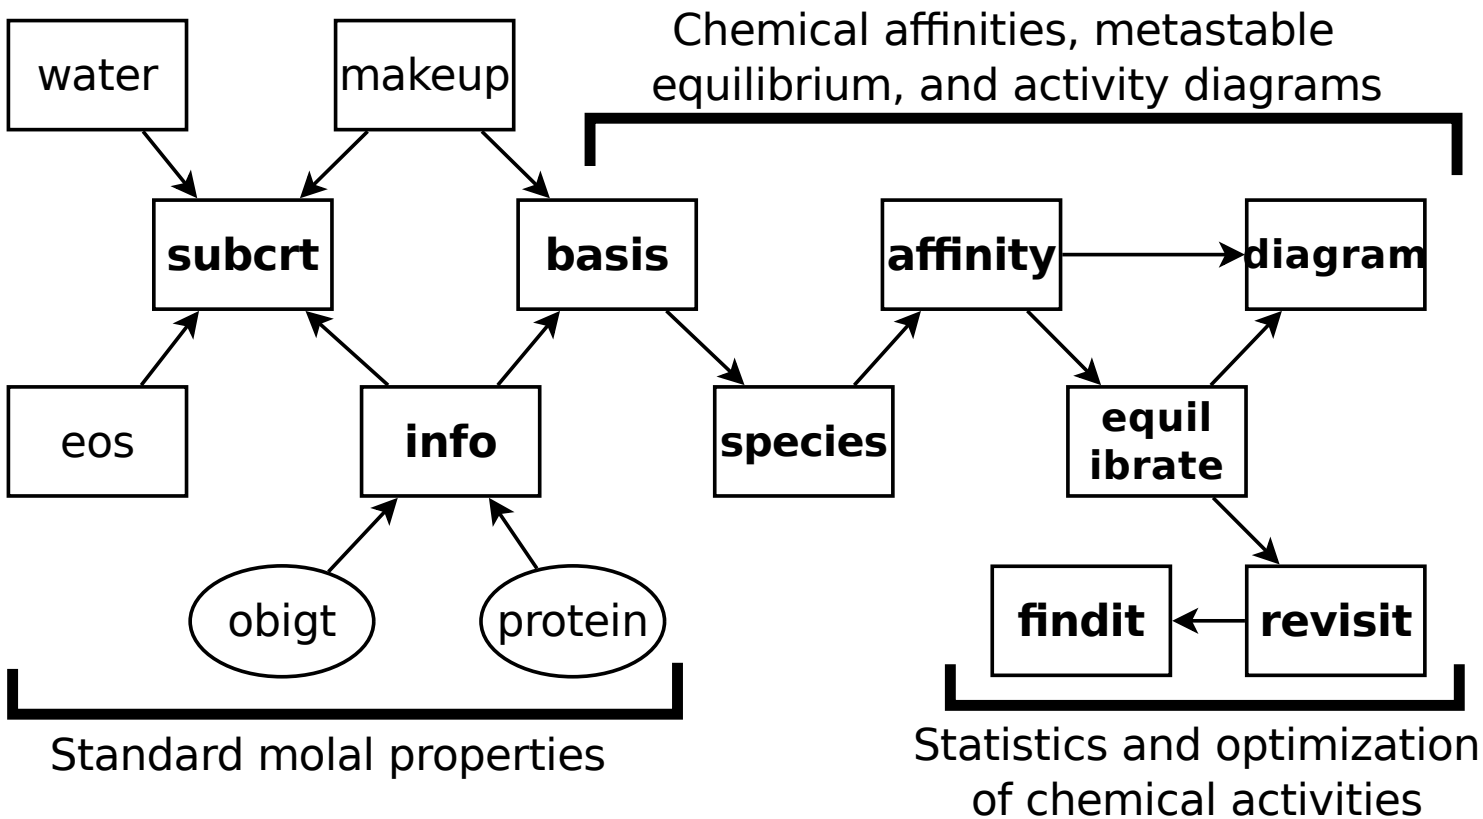 Chemical affinities, metastable
equilibrium, and activity diagrams
water
makeup
subcrt
basis
affinity
diagram
eos
info
species
equil
ibrate
obigt
protein
findit
revisit
Standard molal properties
Statistics and optimization
of chemical activities